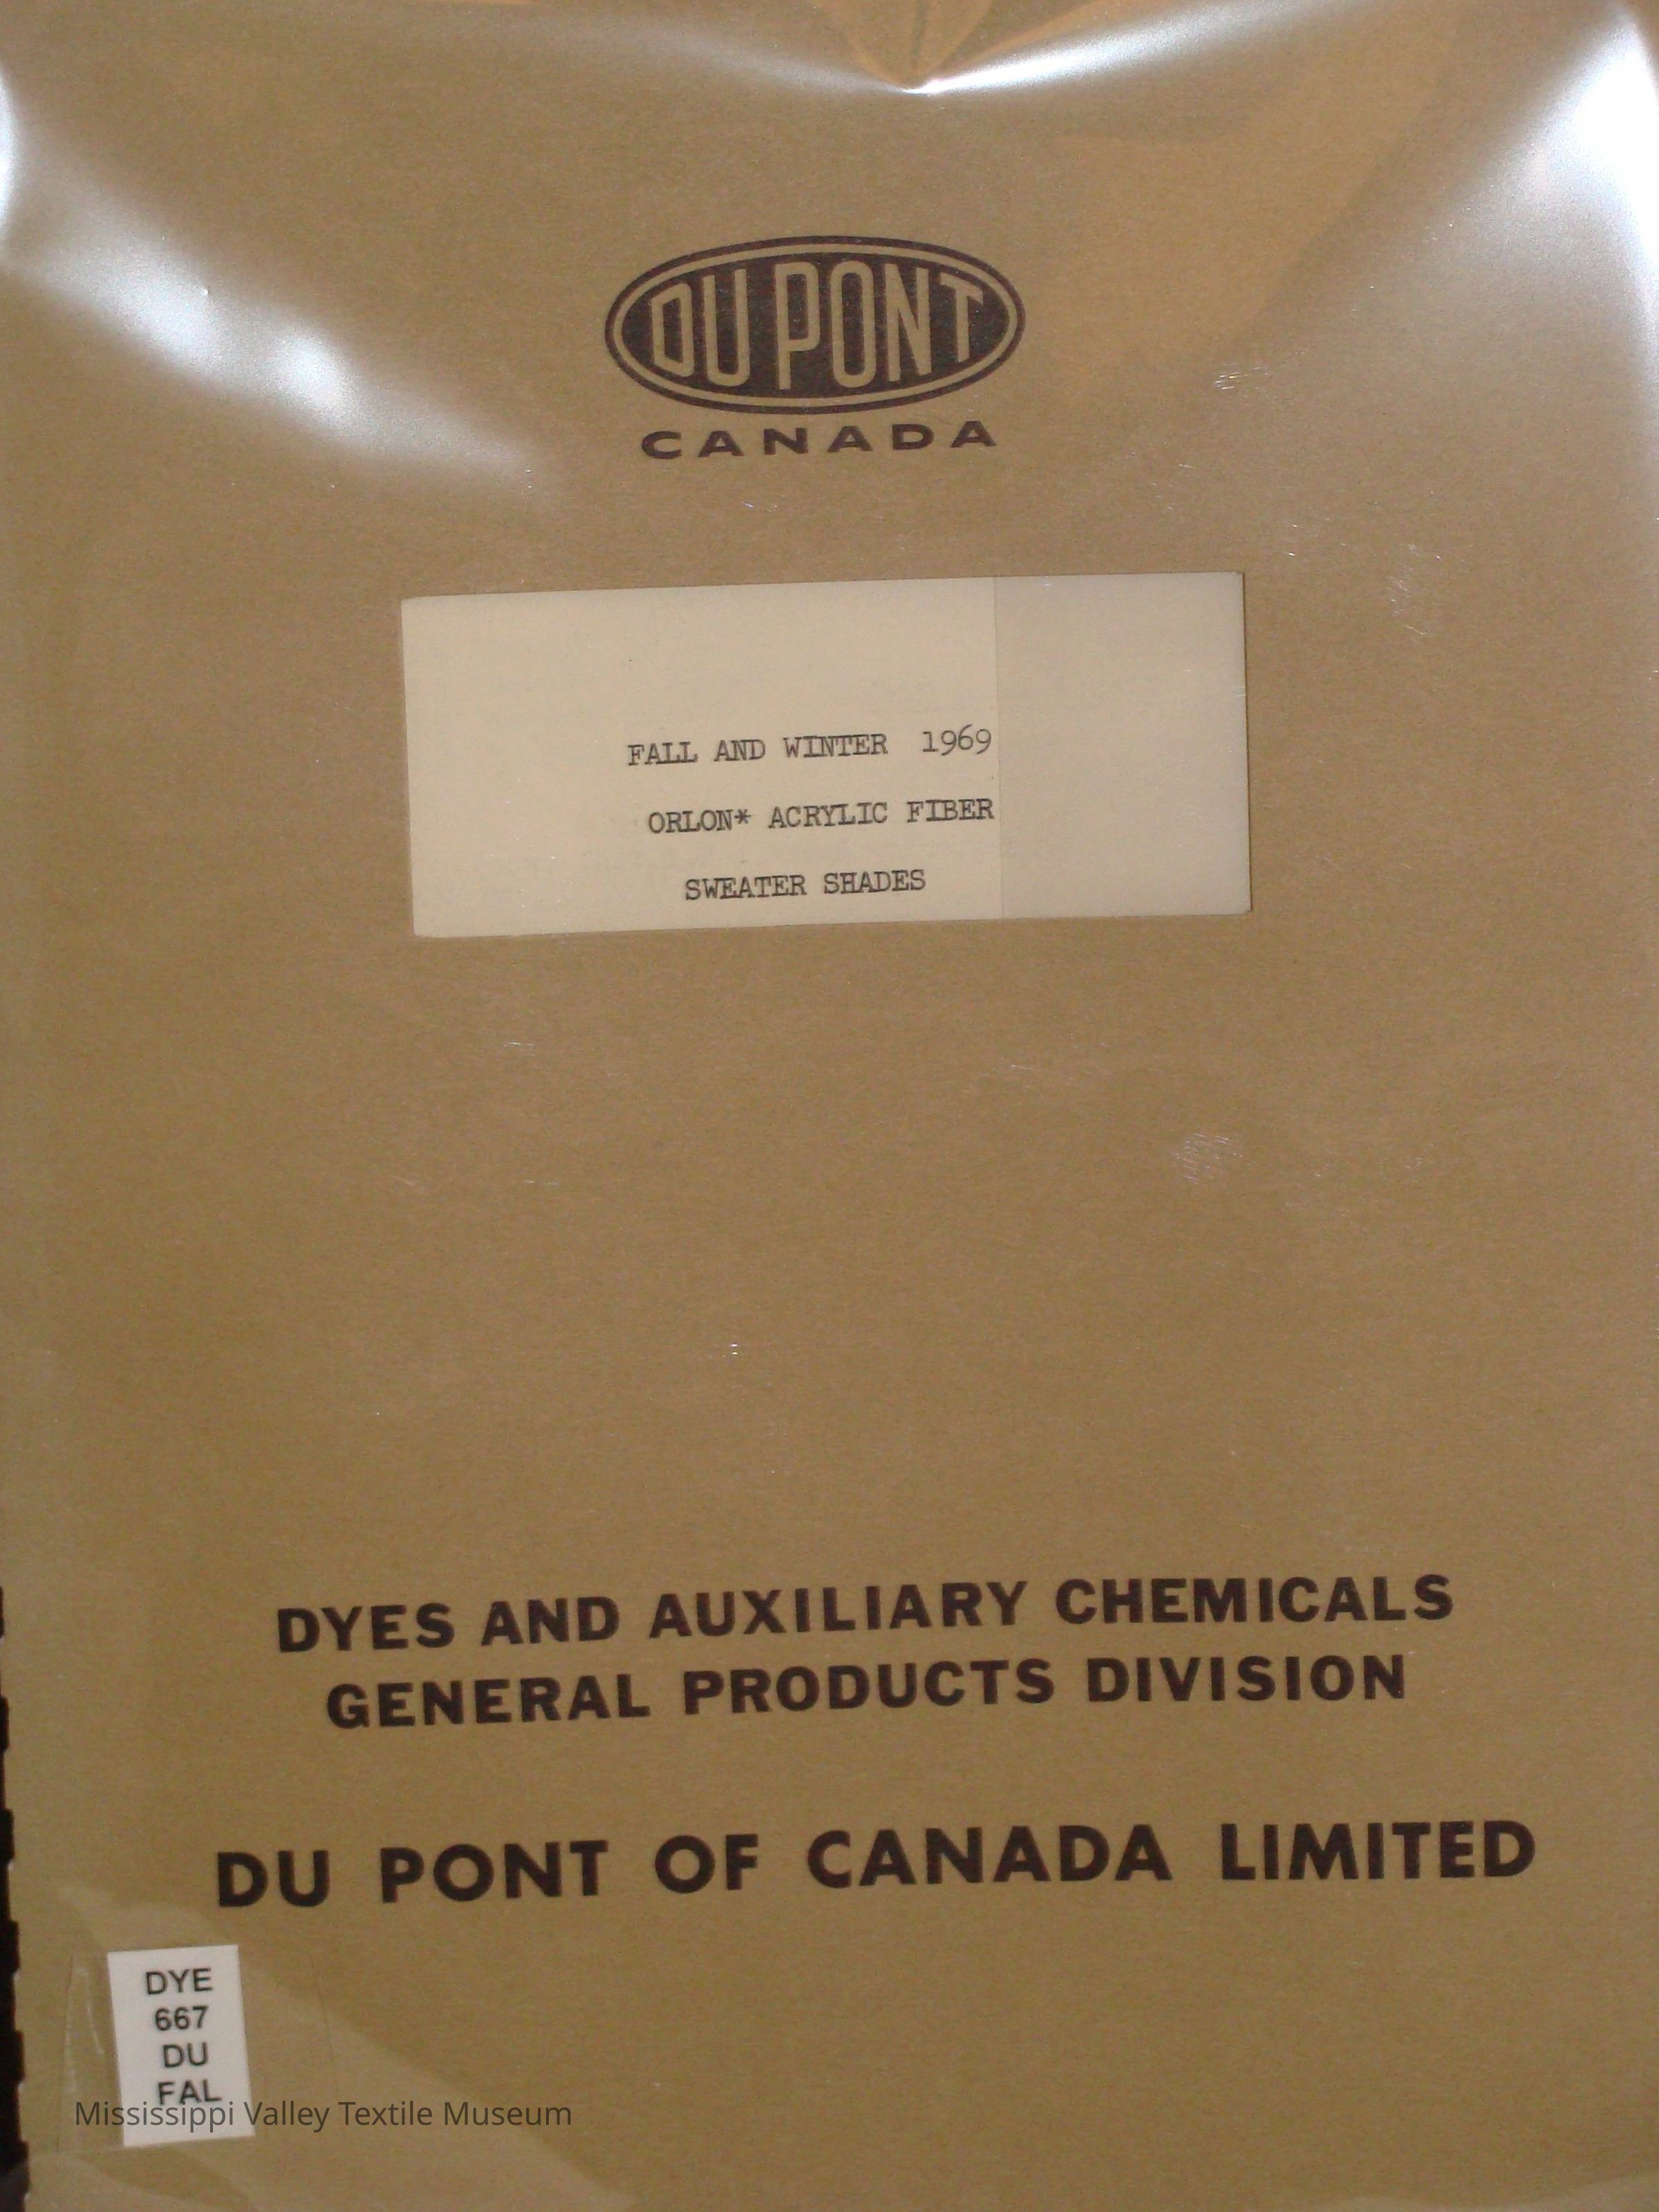 DU PONT
CANADA
FALL AND WINTER 1969
ORLON* ACRYLIC FIBER
SWEATER SHADES
DYES AND AUXILIARY CHEMICALS
GENERAL PRODUCTS DIVISION
DU PONT OF CANADA LIMITED
DYE
667
DU
FAL
Mississippi Valley Textile Museum